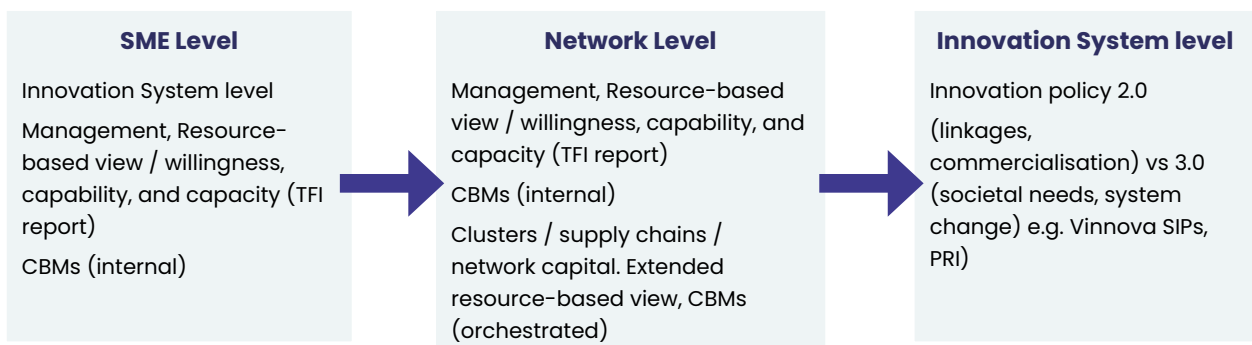 SME Level
Innovation System level
Management, Resource-
based view / willingness,
capability, and capacity (TFI
report)
CBMs (internal)
Network Level
Management, Resource-based
view / willingness, capability, and
capacity (TFI report)
CBMs (internal)
Clusters / supply chains /
network capital. Extended
resource-based view, CBMs
(orchestrated)
Innovation System level
Innovation policy 2.0
(linkages,
commercialisation) vs 3.0
(societal needs, system
change) e.g. Vinnova SIPs,
PRI)